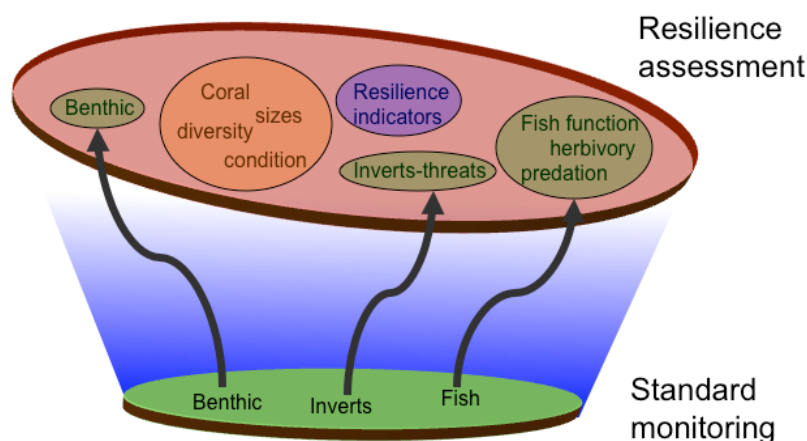 Resilience
assessment
Benthic
Coral
sizes
diversity
condition
Resilience
indicators
Inverts-threats
Fish function
herbivory
predation
Benthic
Inverts
Fish
Standard
monitoring